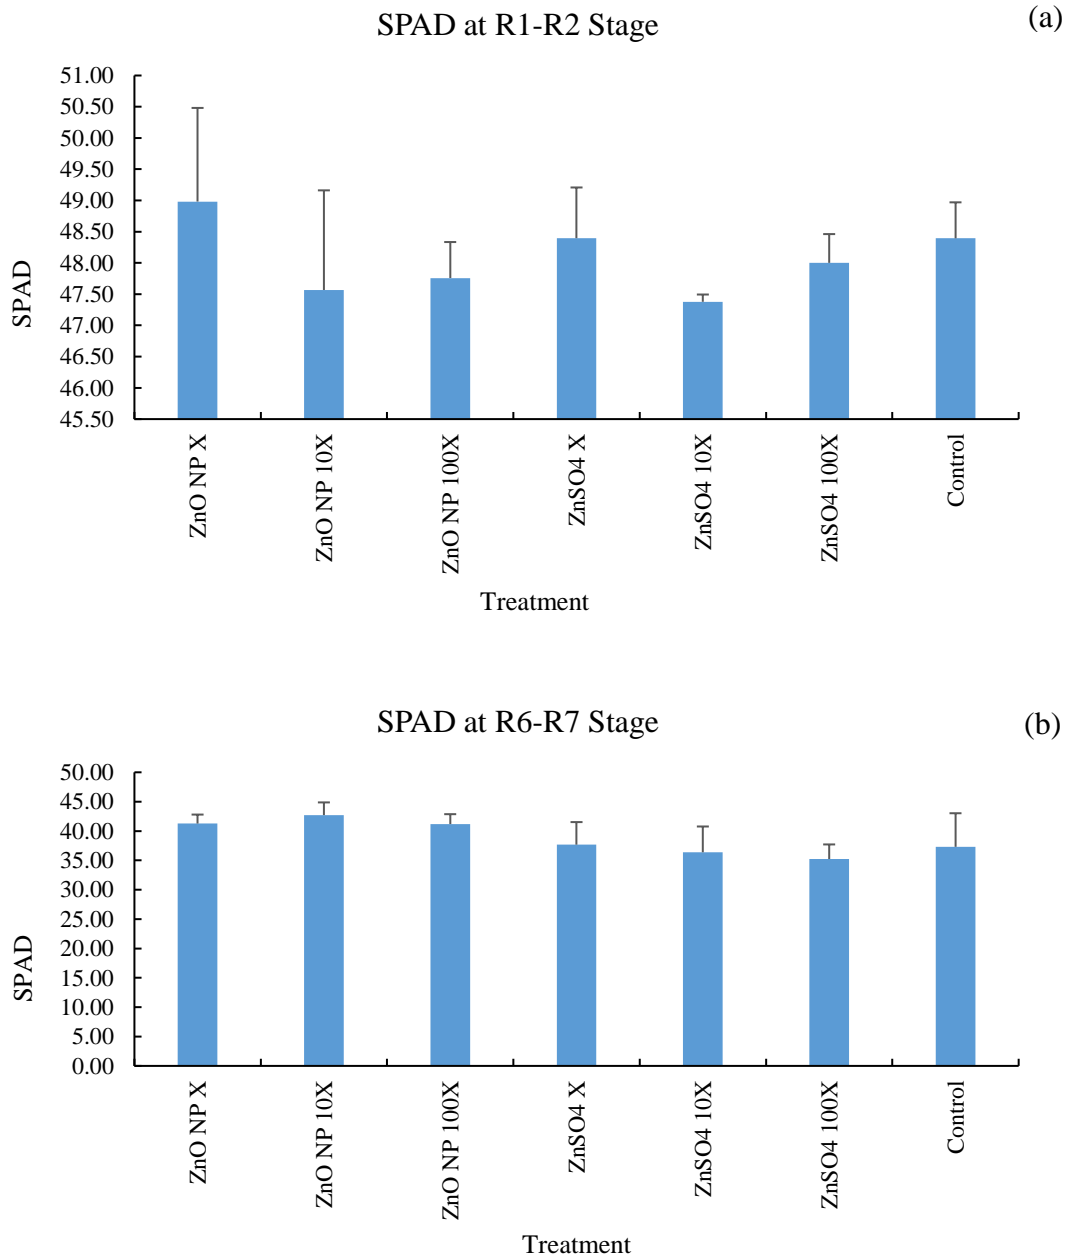 SPAD at R1-R2 Stage
(a)
51.00
50.50
50.00
49.50
49.00
48.50
48.00
47.50
47.00
46.50
46.00
45.50
SPAD
ZnO NP X
ZnO NP 10X
ZnO NP 100X
ZnSO4 X
ZnSO4 10X
ZnSO4 100X
Control
Treatment
SPAD at R6-R7 Stage
(b)
50.00
45.00
40.00
35.00
30.00
25.00
20.00
15.00
10.00
5.00
0.00
SPAD
ZnO NP X
ZnO NP 10X
ZnO NP 100X
ZnSO4 X
ZnSO4 10X
ZnSO4 100X
Control
Treatment